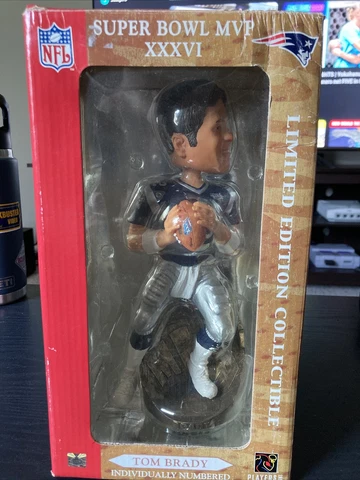 SUPER BOWL MVP
XXXVI
NFL
LIMITED EDITION COLLECTIBLE
TOM BRADY
INDIVIDUALLY NUMBERED
PLAYERS